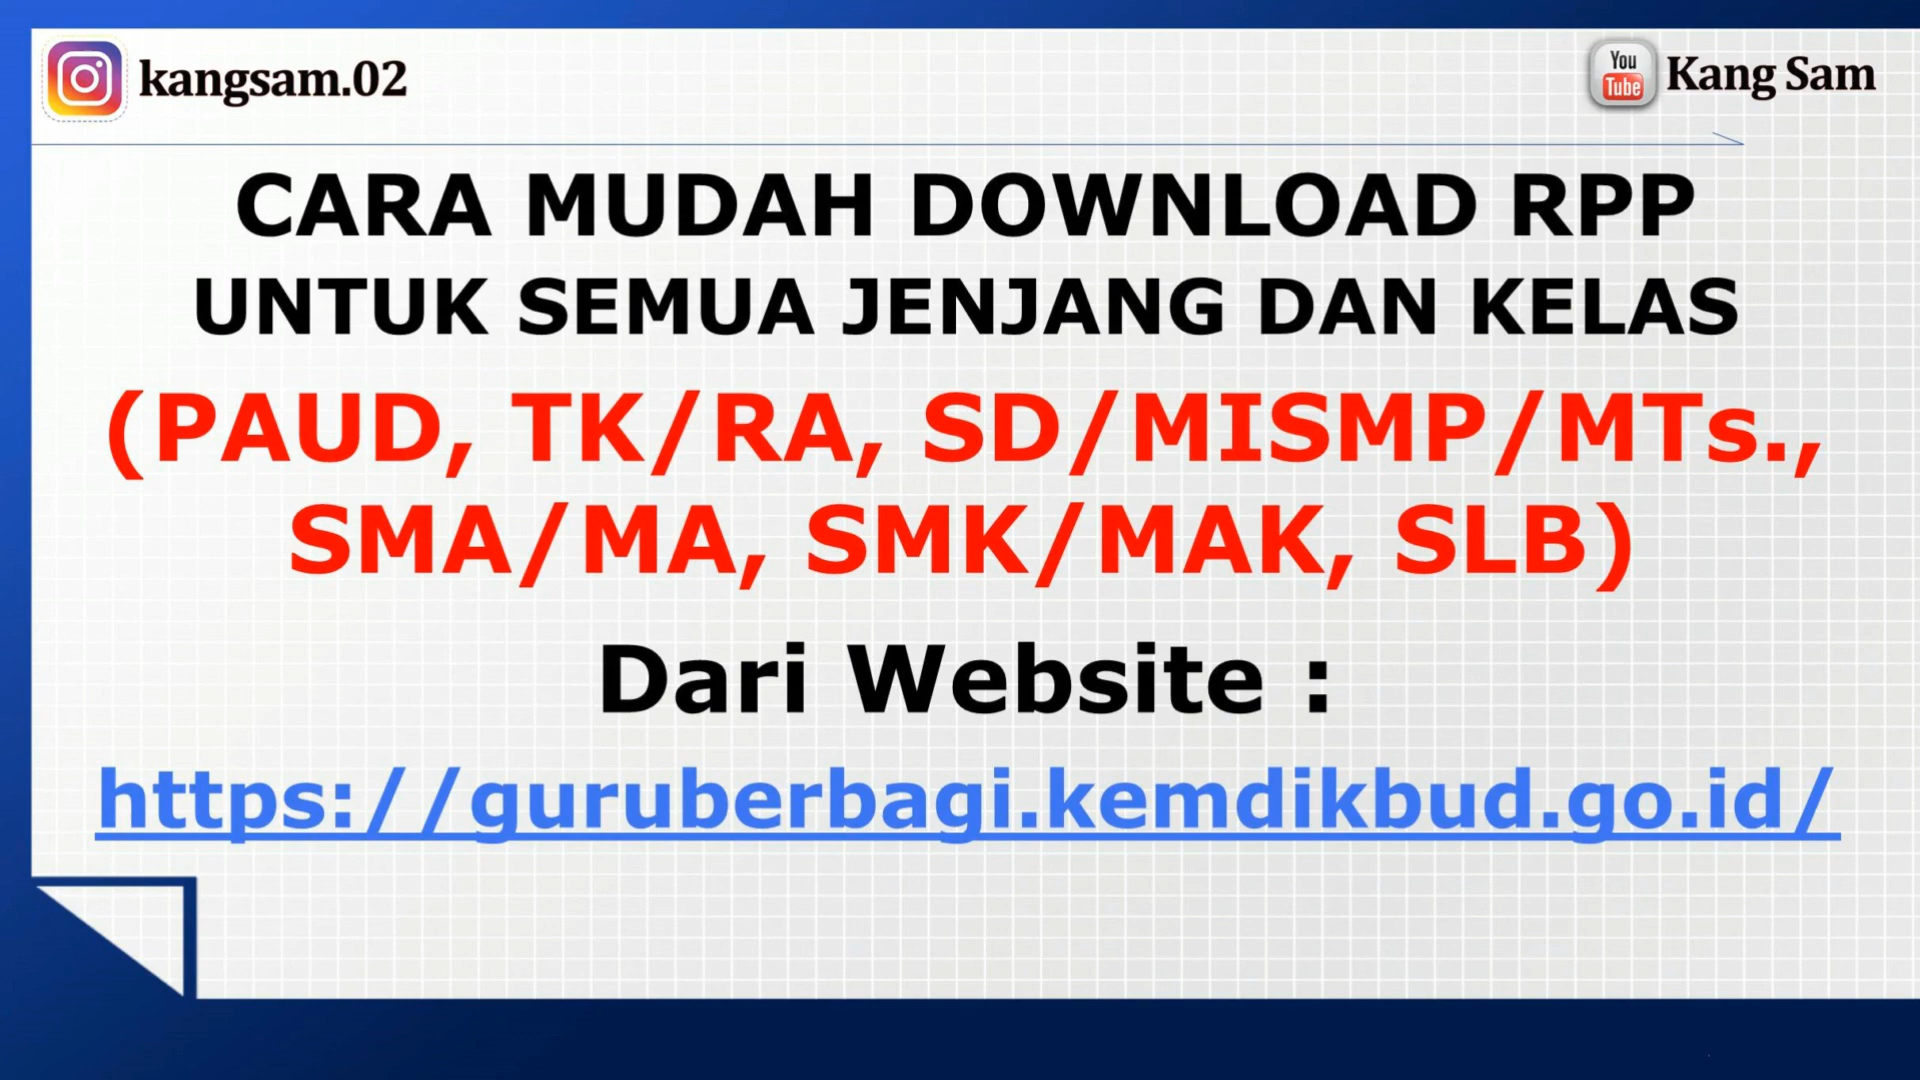 kangsam.02
You
Tube
Kang Sam
CARA MUDAH DOWNLOAD RPP
UNTUK SEMUA JENJANG DAN KELAS
(PAUD, TK/RA, SD/MISMP/MTs.,
SMA/MA, SMK/MAK, SLB)
Dari Website :
https://guruberbagi.kemdikbud.go.id/